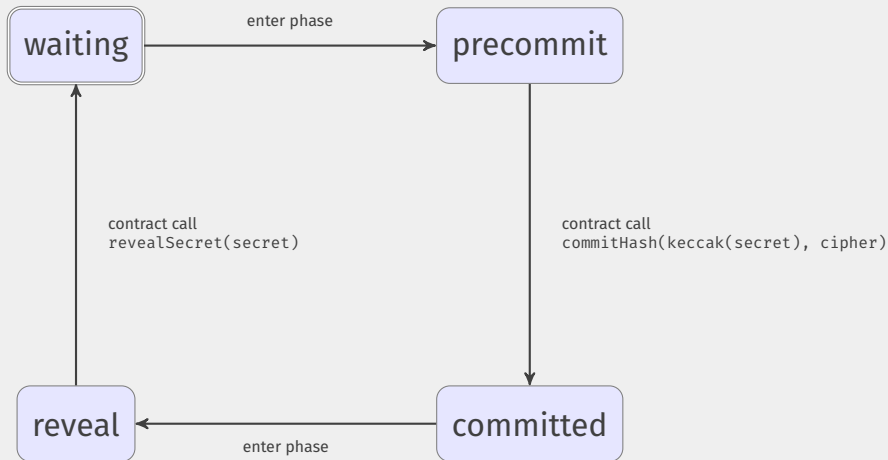 enter phase
waiting
precommit
contract call
revealSecret(secret)
contract call
commitHash(keccak(secret), cipher)
reveal
committed
enter phase